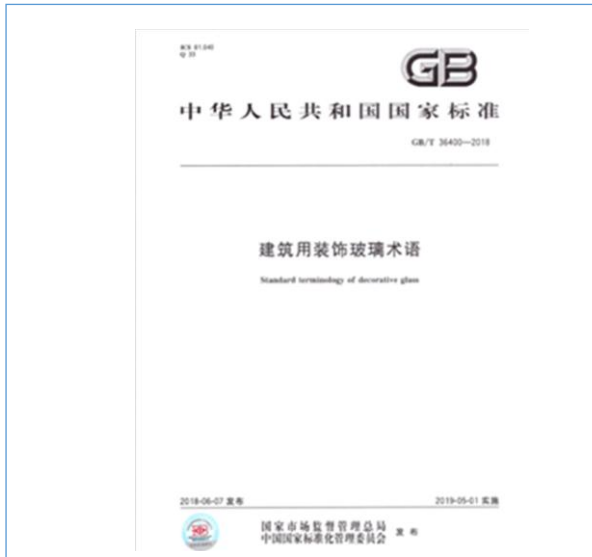 GB
中华人民共和国国家标准
GB/T 36400—2018
建筑用装饰玻璃术语
Standard terminology of decorative glass
2018-06-07 发布
2019-05-01 实施
国家市场监督管理总局
中国国家标准化管理委员会
发布